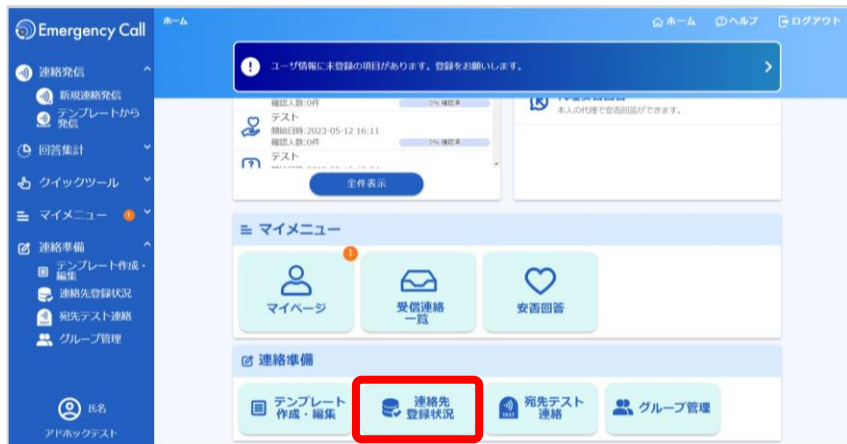 Emergency Call
ホーム
ホーム
ヘルプ
ログアウト
連絡発信
新規連絡発信
テンプレートから
発信
回答集計
クイックツール
マイメニュー
1
連絡準備
テンプレート作成・
編集
連絡先登録状況
宛先テスト連絡
グループ管理
氏名
アドホックテスト
ユーザ情報に未登録の項目があります。登録をお願いします。
確認人数:0件
0% 確認済
テスト
開始日時:2023-05-12 16:11
確認人数:0件
0% 確認済
テスト
全件表示
代理安否回答
本人の代理で安否回答ができます。
マイメニュー
1
マイページ
受信連絡
一覧
安否回答
連絡準備
テンプレート
作成・編集
連絡先
登録状況
宛先テスト
連絡
グループ管理